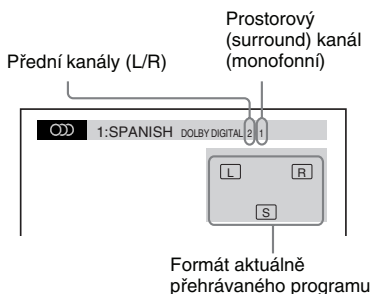 Prostorový
(surround) kanál
(monofonní)
Přední kanály (L/R)
1:SPANISH DOLBY DIGITAL 2 1
L R
S
Formát aktuálně
přehrávaného programu